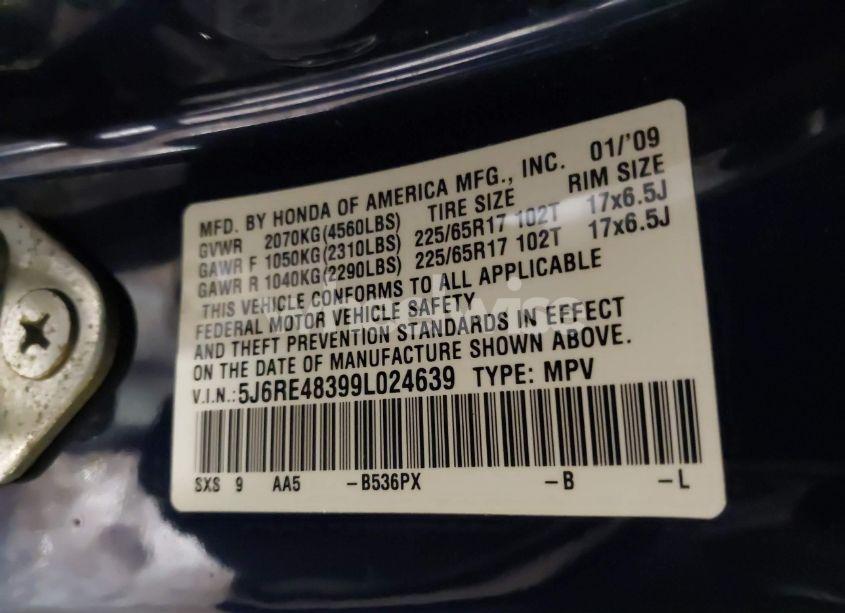 MFD. BY HONDA OF AMERICA MFG., INC. 01/'09
GVWR 2070KG(4560LBS) TIRE SIZE RIM SIZE
GAWR F 1050KG(2310LBS) 225/65R17 102T 17x6.5J
GAWR R 1040KG(2290LBS) 225/65R17 102T 17x6.5J
THIS VEHICLE CONFORMS TO ALL APPLICABLE
FEDERAL MOTOR VEHICLE SAFETY
AND THEFT PREVENTION STANDARDS IN EFFECT
ON THE DATE OF MANUFACTURE SHOWN ABOVE.
V.I.N.:5J6RE48399L024639 TYPE: MPV
SXS 9 AA5 -B536PX -B -L